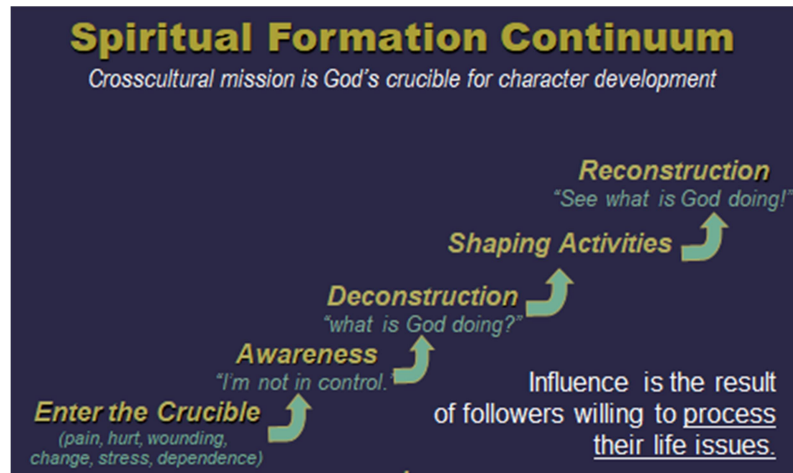 Spiritual Formation Continuum
Crosscultural mission is God's crucible for character development
Reconstruction
"See what is God doing!"
Shaping Activities
Deconstruction
"what is God doing?"
Awareness
"I'm not in control."
Enter the Crucible
(pain, hurt, wounding,
change, stress, dependence)
Influence is the result
of followers willing to process
their life issues.